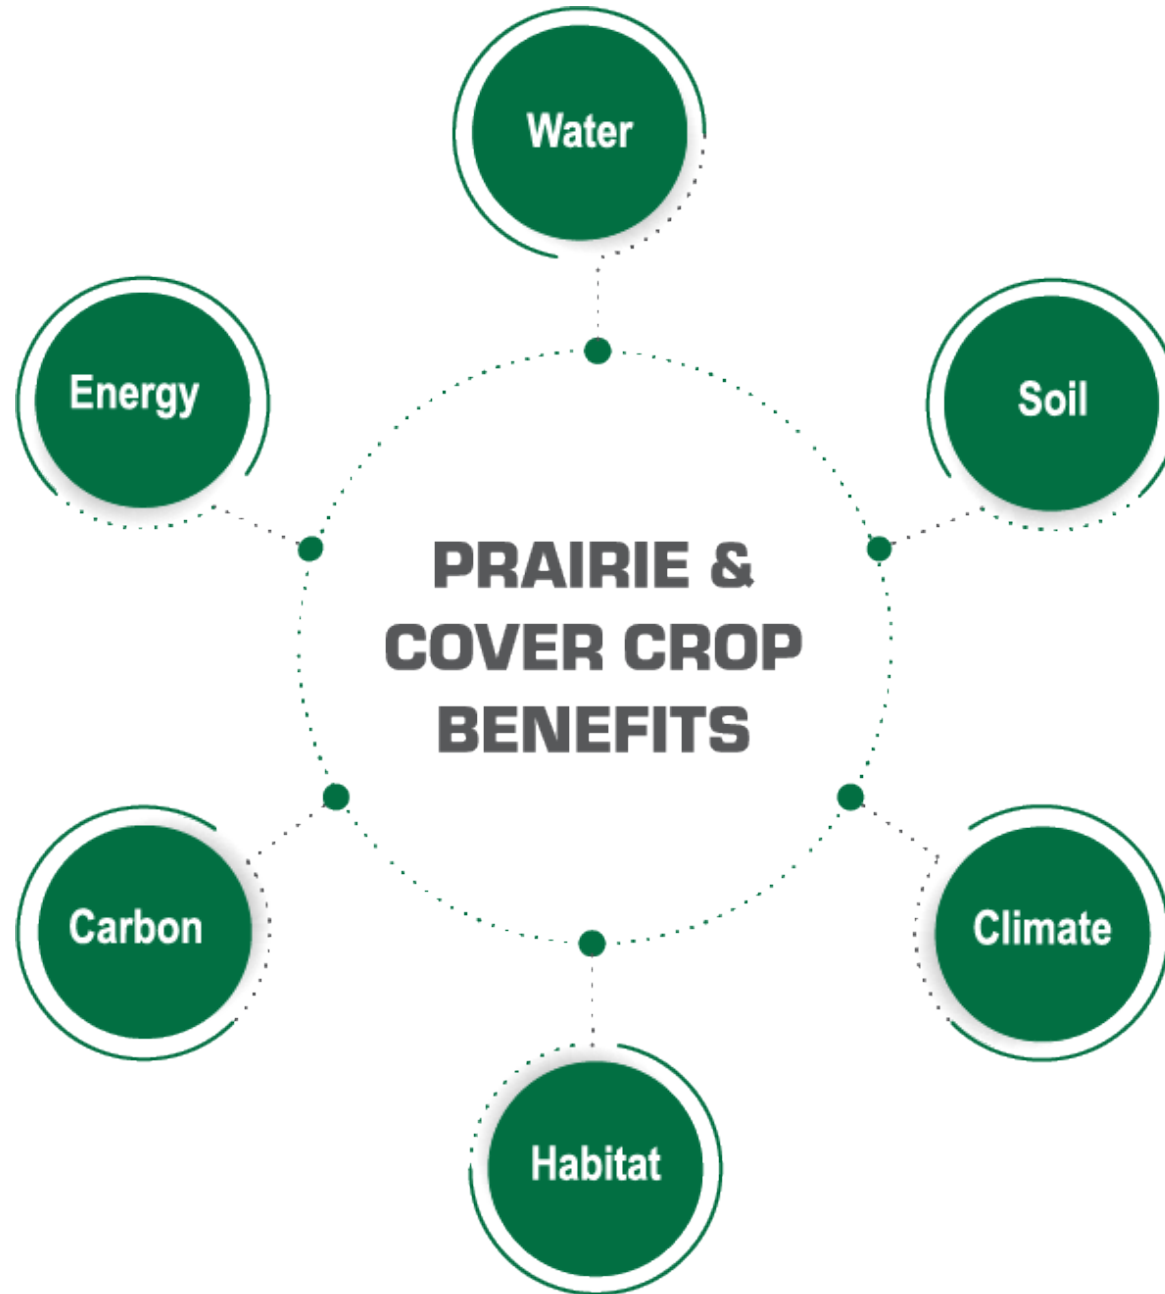 Water
Energy
Soil
PRAIRIE &
COVER CROP
BENEFITS
Carbon
Climate
Habitat